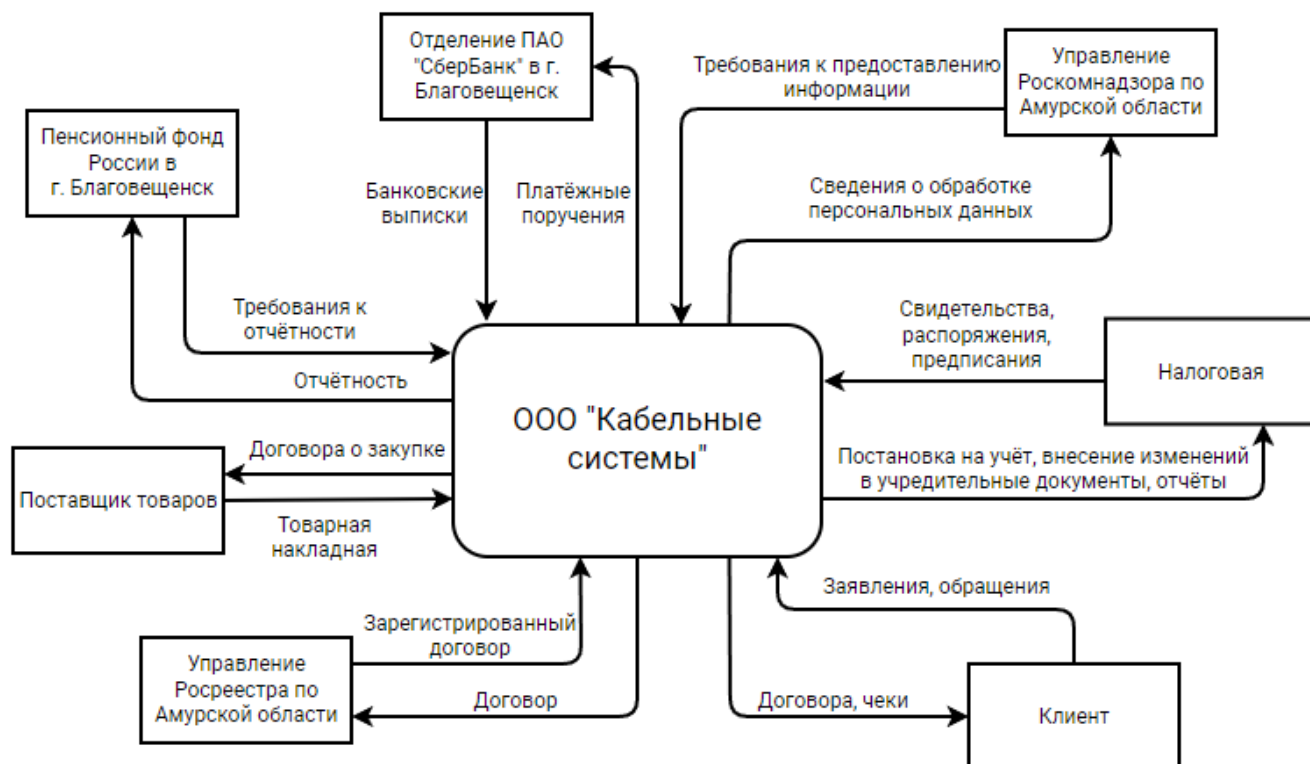 Отделение ПАО
"СберБанк" в г.
Благовещенск
Требования к предоставлению
информации
Управление
Роскомнадзора по
Амурской области
Пенсионный фонд
России в
г. Благовещенск
Банковские
выписки
Платёжные
поручения
Сведения о обработке
персональных данных
Требования к
отчётности
Свидетельства,
распоряжения,
предписания
Налоговая
Отчётность
ООО "Кабельные
системы"
Договора о закупке
Постановка на учёт, внесение изменений
в учредительные документы, отчёты
Поставщик товаров
Товарная
накладная
Заявления, обращения
Зарегистрированный
договор
Управление
Росреестра по
Амурской области
Договор
Договора, чеки
Клиент